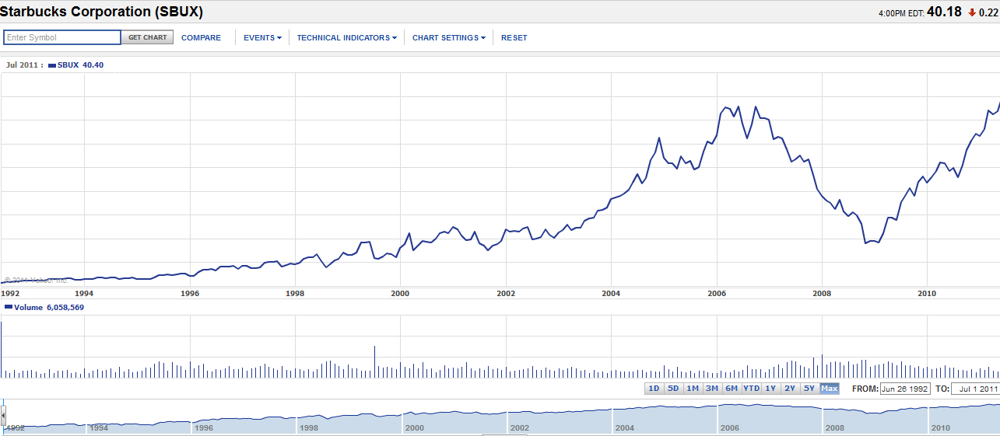 Starbucks Corporation (SBUX)
4:00PM EDT: 40.18 0.22
Enter Symbol GET CHART COMPARE EVENTS TECHNICAL INDICATORS CHART SETTINGS RESET
Jul 2011 : SBUX 40.40
© 2011 Yahoo! Inc.
1992 1994 1996 1998 2000 2002 2004 2006 2008 2010
Volume 6,058,569
1D 5D 1M 3M 6M YTD 1Y 2Y 5Y Max FROM: Jun 26 1992 TO: Jul 1 2011
1992 1994 1996 1998 2000 2002 2004 2006 2008 2010